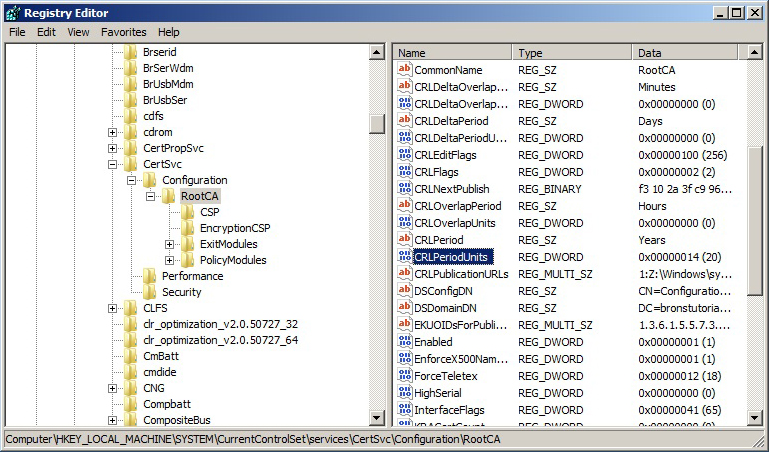 Registry Editor
File Edit View Favorites Help
Brserid
BrSerWdm
BrUsbMdm
BrUsbSer
cdfs
cdrom
CertPropSvc
CertSvc
Configuration
RootCA
CSP
EncryptionCSP
ExitModules
PolicyModules
Performance
Security
CLFS
clr_optimization_v2.0.50727_32
clr_optimization_v2.0.50727_64
CmBatt
cmdide
CNG
Compbatt
CompositeBus
Name Type Data
CommonName REG_SZ RootCA
CRLDeltaOverlap... REG_SZ Minutes
CRLDeltaOverlap... REG_DWORD 0x00000000 (0)
CRLDeltaPeriod REG_SZ Days
CRLDeltaPeriodU... REG_DWORD 0x00000000 (0)
CRLEditFlags REG_DWORD 0x00000100 (256)
CRLFlags REG_DWORD 0x00000002 (2)
CRLNextPublish REG_BINARY f3 10 2a 3f c9 96...
CRLOverlapPeriod REG_SZ Hours
CRLOverlapUnits REG_DWORD 0x00000000 (0)
CRLPeriod REG_SZ Years
CRLPeriodUnits REG_DWORD 0x00000014 (20)
CRLPublicationURLs REG_MULTI_SZ 1:Z:\Windows\sy...
DSConfigDN REG_SZ CN=Configuratio...
DSDomainDN REG_SZ DC=bronstutoria...
EKUOIDsForPubli... REG_MULTI_SZ 1.3.6.1.5.5.7.3....
Enabled REG_DWORD 0x00000001 (1)
EnforceX500Nam... REG_DWORD 0x00000001 (1)
ForceTeletex REG_DWORD 0x00000012 (18)
HighSerial REG_DWORD 0x00000000 (0)
InterfaceFlags REG_DWORD 0x00000041 (65)
KRACertCount REG_DWORD 0x00000000 (0)
Computer\HKEY_LOCAL_MACHINE\SYSTEM\CurrentControlSet\services\CertSvc\Configuration\RootCA